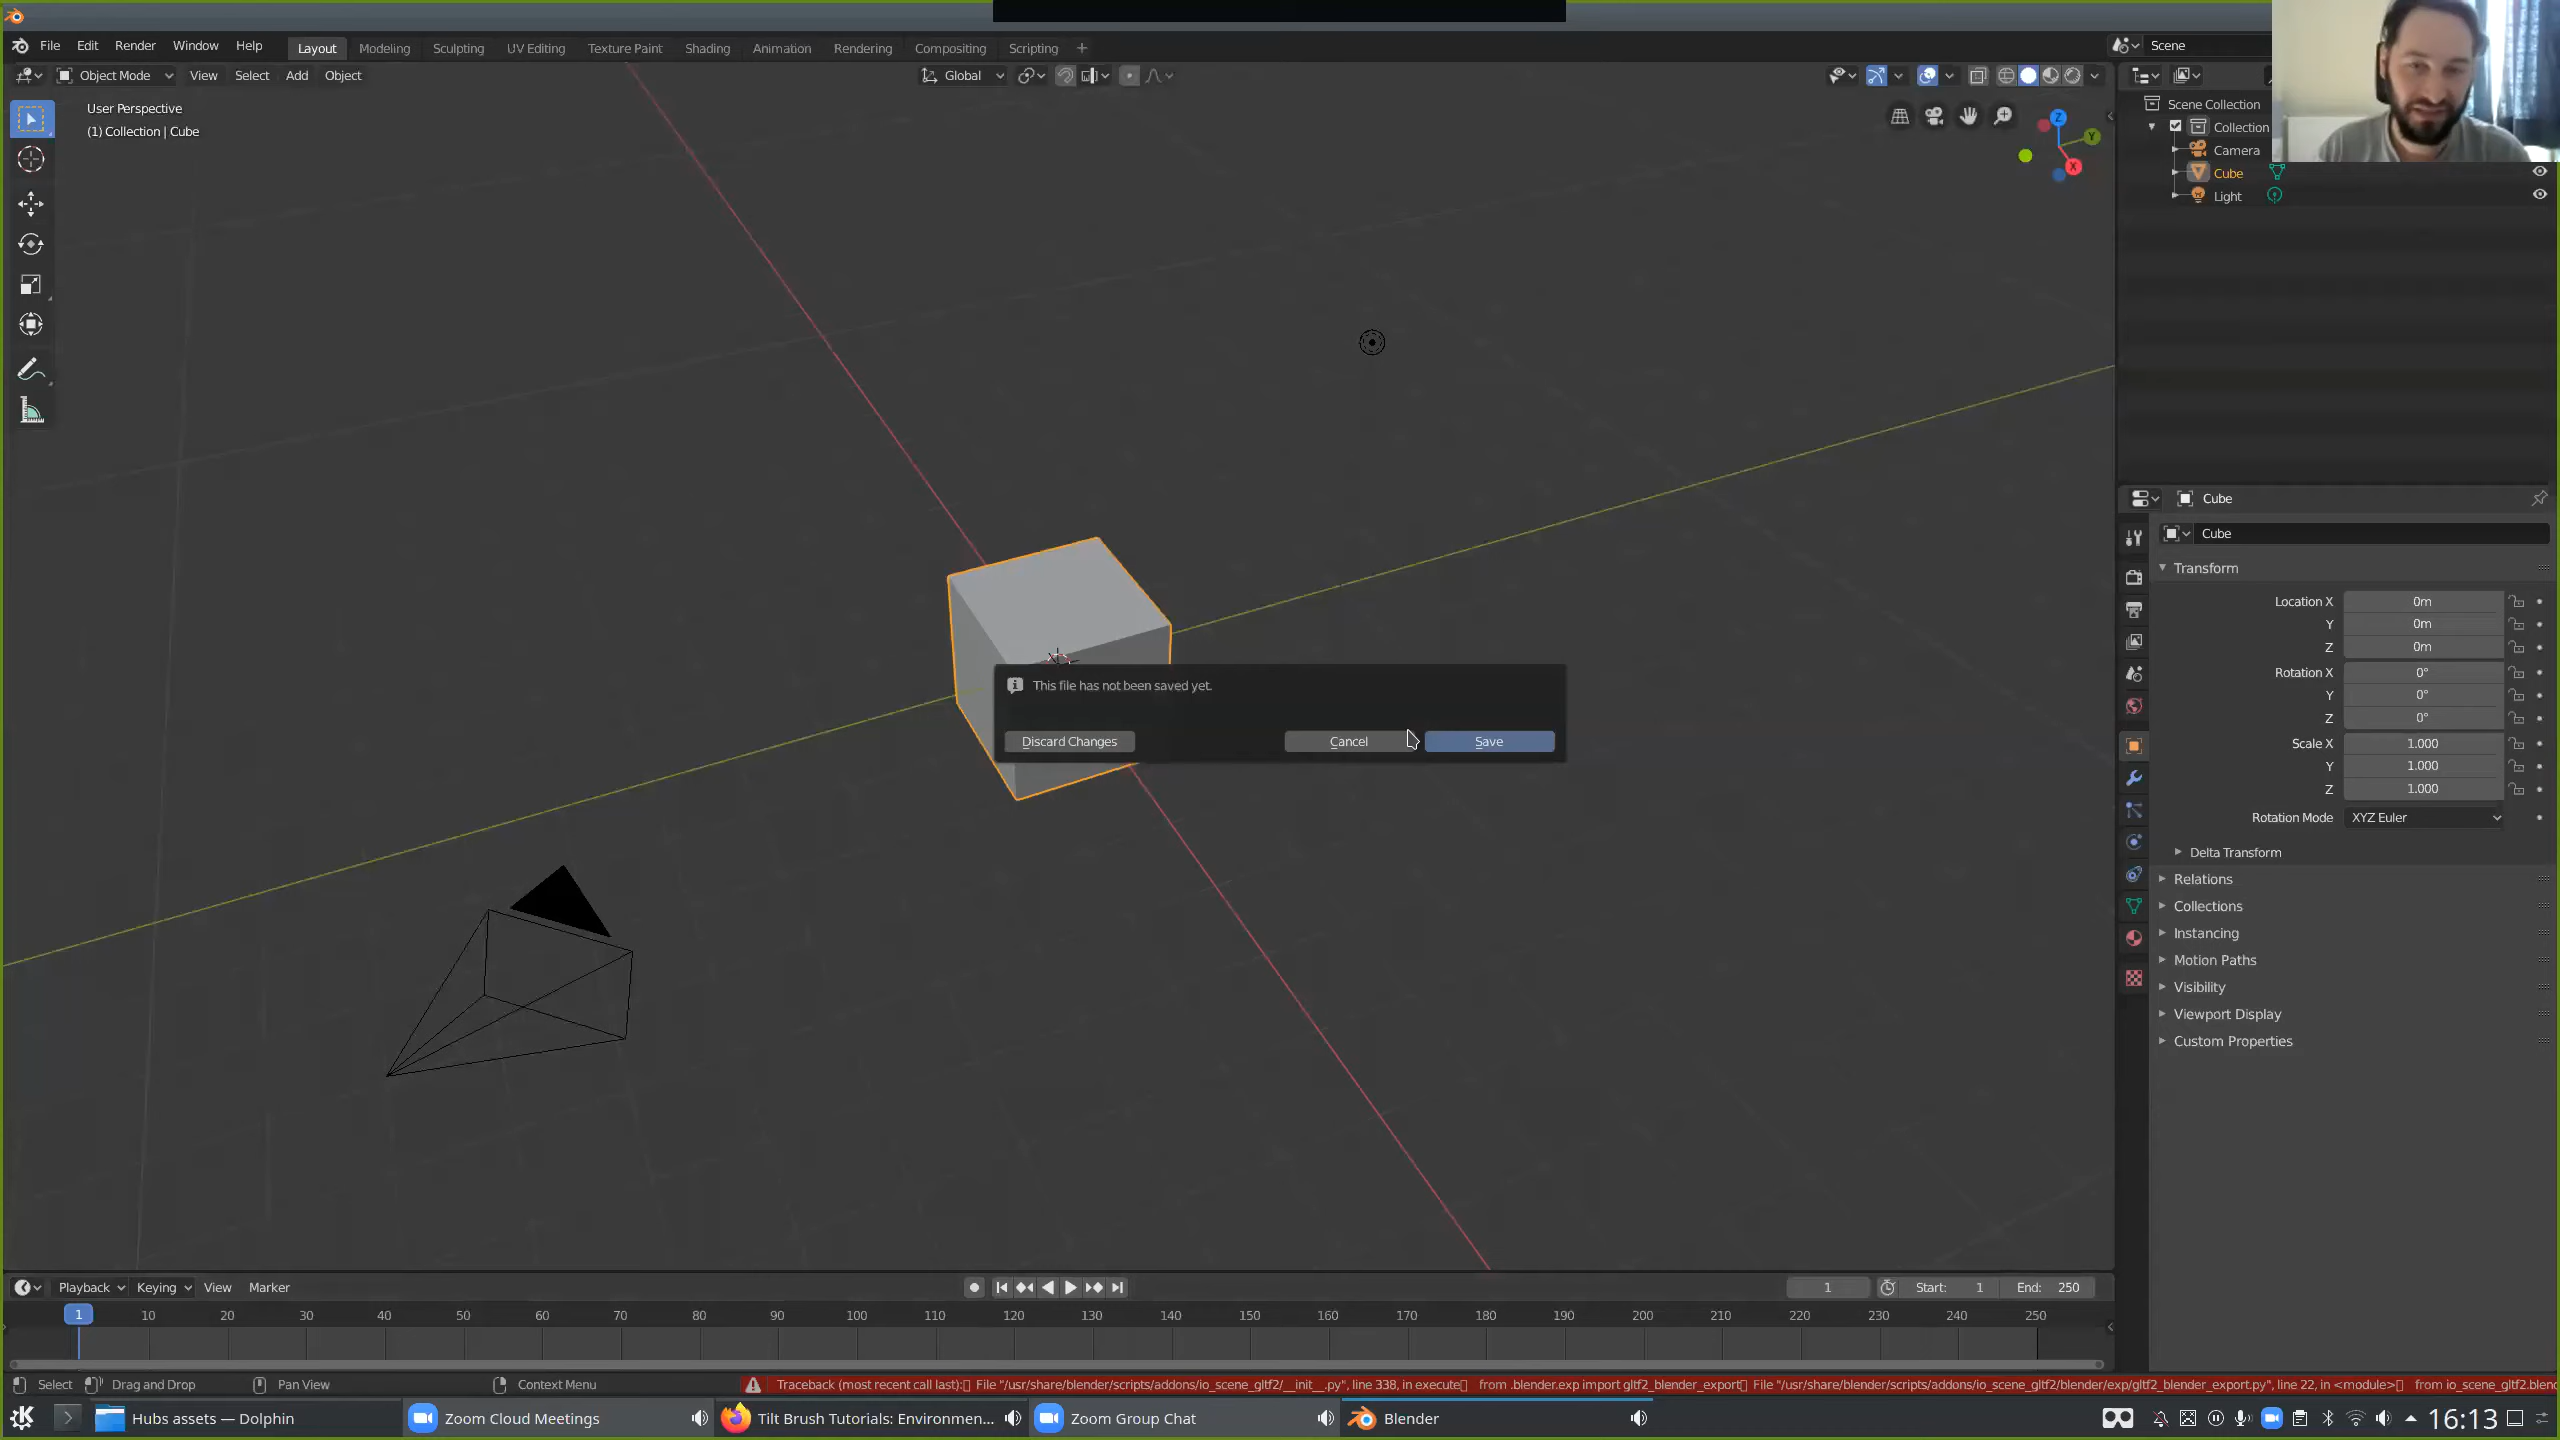 File Edit Render Window Help Layout Modeling Sculpting UV Editing Texture Paint Shading Animation Rendering Compositing Scripting + Scene
Object Mode View Select Add Object Global
User Perspective
(1) Collection | Cube
Z
Y
X
Scene Collection
Collection
Camera
Cube
Light
This file has not been saved yet.
Discard Changes Cancel Save
Cube
Cube
Transform
Location X 0m
Y 0m
Z 0m
Rotation X 0°
Y 0°
Z 0°
Scale X 1.000
Y 1.000
Z 1.000
Rotation Mode XYZ Euler
Delta Transform
Relations
Collections
Instancing
Motion Paths
Visibility
Viewport Display
Custom Properties
Playback Keying View Marker 1 Start: 1 End: 250
1 10 20 30 40 50 60 70 80 90 100 110 120 130 140 150 160 170 180 190 200 210 220 230 240 250
Select Drag and Drop Pan View Context Menu Traceback (most recent call last): File "/usr/share/blender/scripts/addons/io_scene_gltf2/__init__.py", line 338, in execute from .blender.exp import gltf2_blender_export File "/usr/share/blender/scripts/addons/io_scene_gltf2/blender/exp/gltf2_blender_export.py", line 22, in <module> from io_scene_gltf2.blend
Hubs assets — Dolphin Zoom Cloud Meetings Tilt Brush Tutorials: Environmen... Zoom Group Chat Blender 16:13